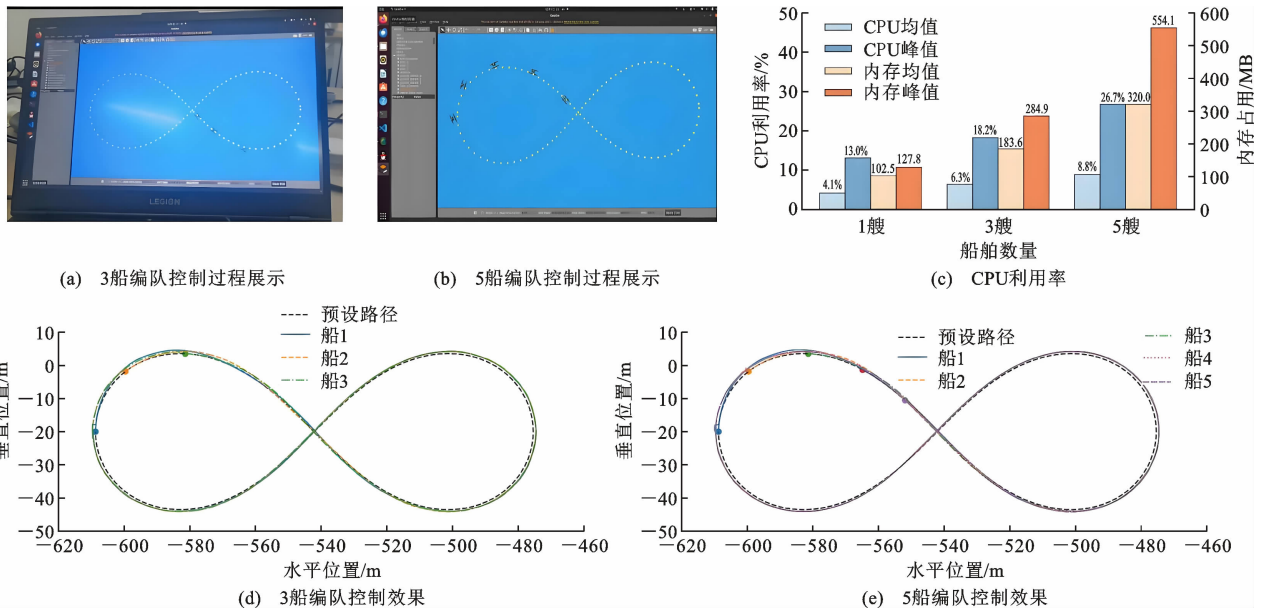 LEGION
50
40
30
20
10
0
CPU利用率/%
CPU均值
CPU峰值
内存均值
内存峰值
4.1%
13.0%
102.5
127.8
6.3%
18.2%
183.6
284.9
8.8%
26.7%
320.0
554.1
600
500
400
300
200
100
0
内存占用/MB
1艘
3艘
5艘
船舶数量
(a) 3船编队控制过程展示
(b) 5船编队控制过程展示
(c) CPU利用率
预设路径
船1
船2
船3
10
0
−10
−20
−30
−40
−50
垂直位置/m
−620
−600
−580
−560
−540
−520
−500
−480
−460
水平位置/m
(d) 3船编队控制效果
预设路径
船1
船2
船3
船4
船5
10
0
−10
−20
−30
−40
−50
垂直位置/m
−620
−600
−580
−560
−540
−520
−500
−480
−460
水平位置/m
(e) 5船编队控制效果